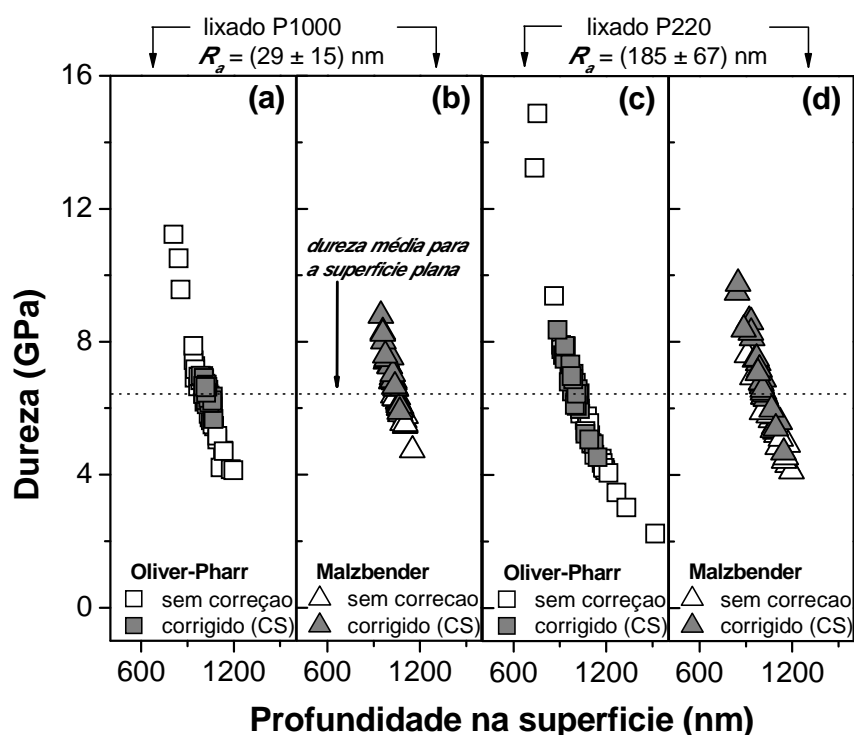 lixado P1000
R_a = (29 ± 15) nm
lixado P220
R_a = (185 ± 67) nm
(a)
(b)
(c)
(d)
16
12
8
4
0
Dureza (GPa)
dureza média para
a superficie plana
Oliver-Pharr
sem correçao
corrigido (CS)
Malzbender
sem correcao
corrigido (CS)
Oliver-Pharr
sem correçao
corrigido (CS)
Malzbender
sem correcao
corrigido (CS)
600 1200 600 1200 600 1200 600 1200
Profundidade na superficie (nm)